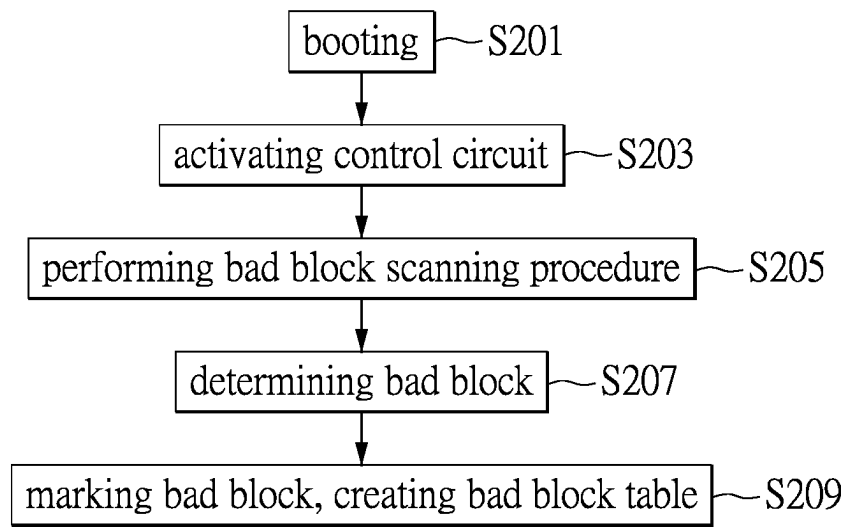 booting S201
activating control circuit S203
performing bad block scanning procedure S205
determining bad block S207
marking bad block, creating bad block table S209